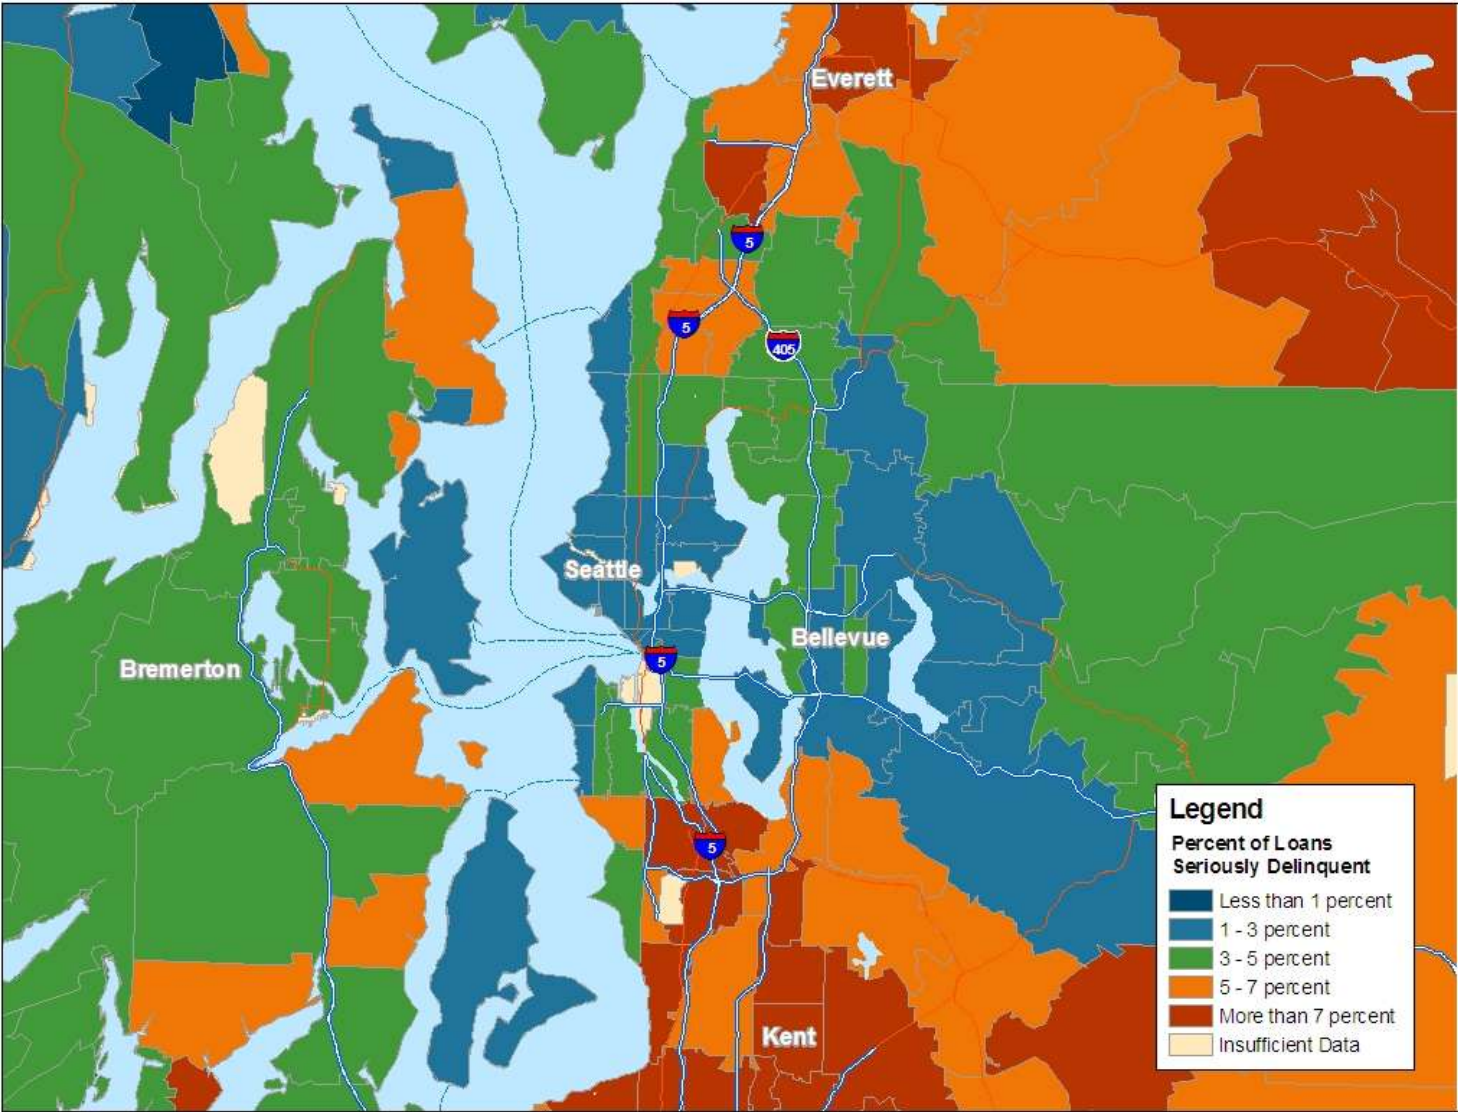 Everett
5
5
405
Seattle
Bellevue
5
Bremerton
5
Kent
Legend
Percent of Loans
Seriously Delinquent
Less than 1 percent
1 - 3 percent
3 - 5 percent
5 - 7 percent
More than 7 percent
Insufficient Data